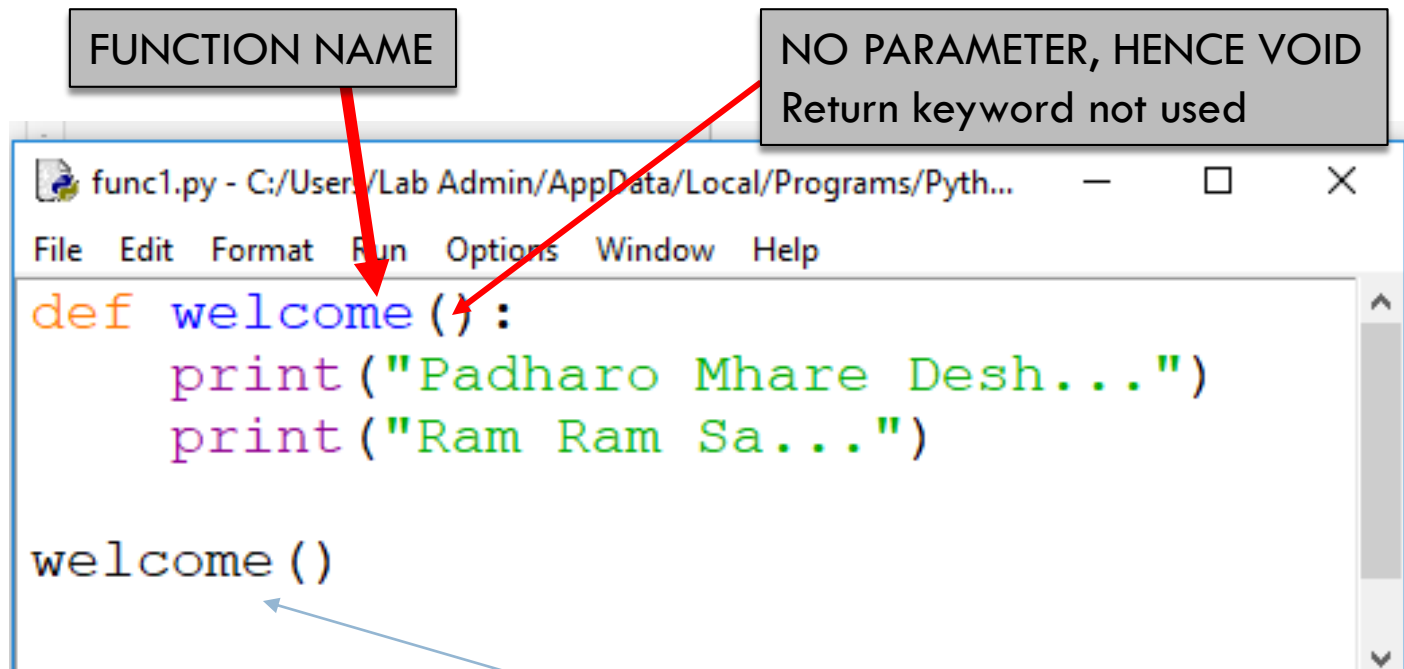 FUNCTION NAME
NO PARAMETER, HENCE VOID
Return keyword not used
func1.py - C:/Users/Lab Admin/AppData/Local/Programs/Pyth...
File Edit Format Run Options Window Help
def welcome():
    print("Padharo Mhare Desh...")
    print("Ram Ram Sa...")
welcome()